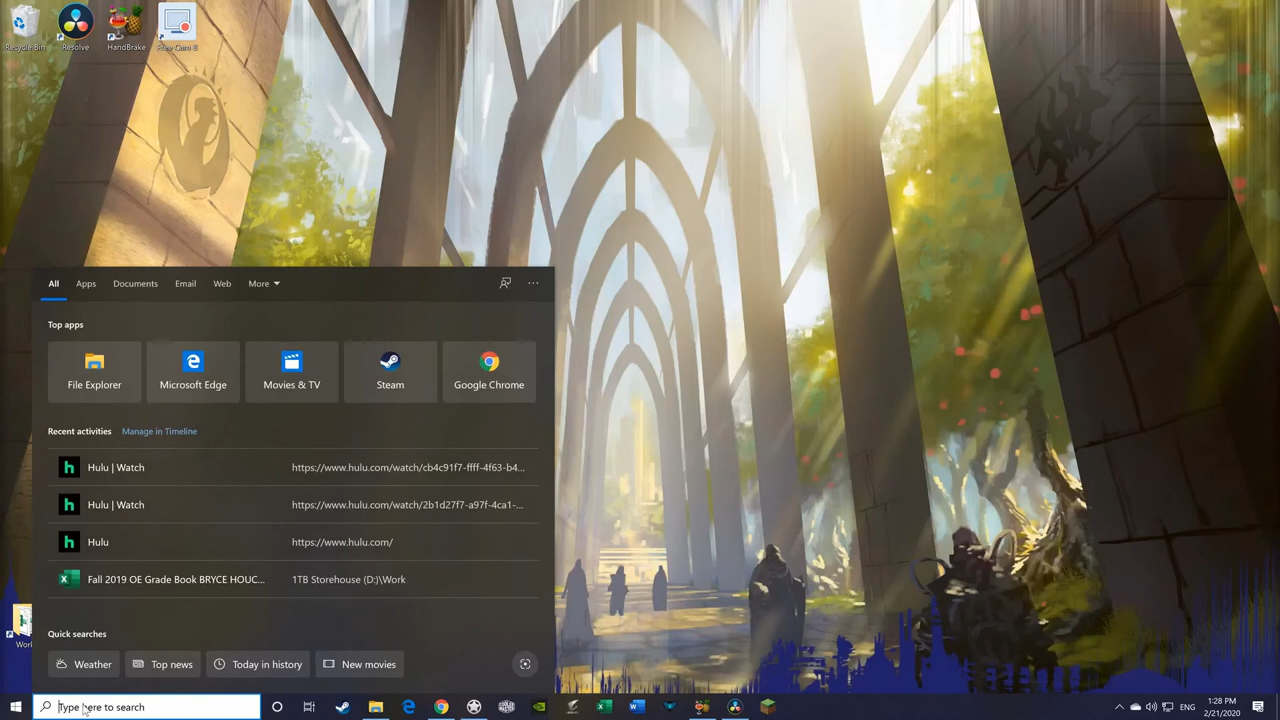 Recycle Bin
Resolve
HandBrake
Free Cam 8
All
Apps
Documents
Email
Web
More
Top apps
File Explorer
Microsoft Edge
Movies & TV
Steam
Google Chrome
Recent activities
Manage in Timeline
Hulu | Watch
https://www.hulu.com/watch/cb4c91f7-ffff-4f63-b4...
Hulu | Watch
https://www.hulu.com/watch/2b1d27f7-a97f-4ca1-...
Hulu
https://www.hulu.com/
Fall 2019 OE Grade Book BRYCE HOUC...
1TB Storehouse (D:)\Work
Quick searches
Weather
Top news
Today in history
New movies
Wor
Type here to search
ENG
1:28 PM
2/21/2020